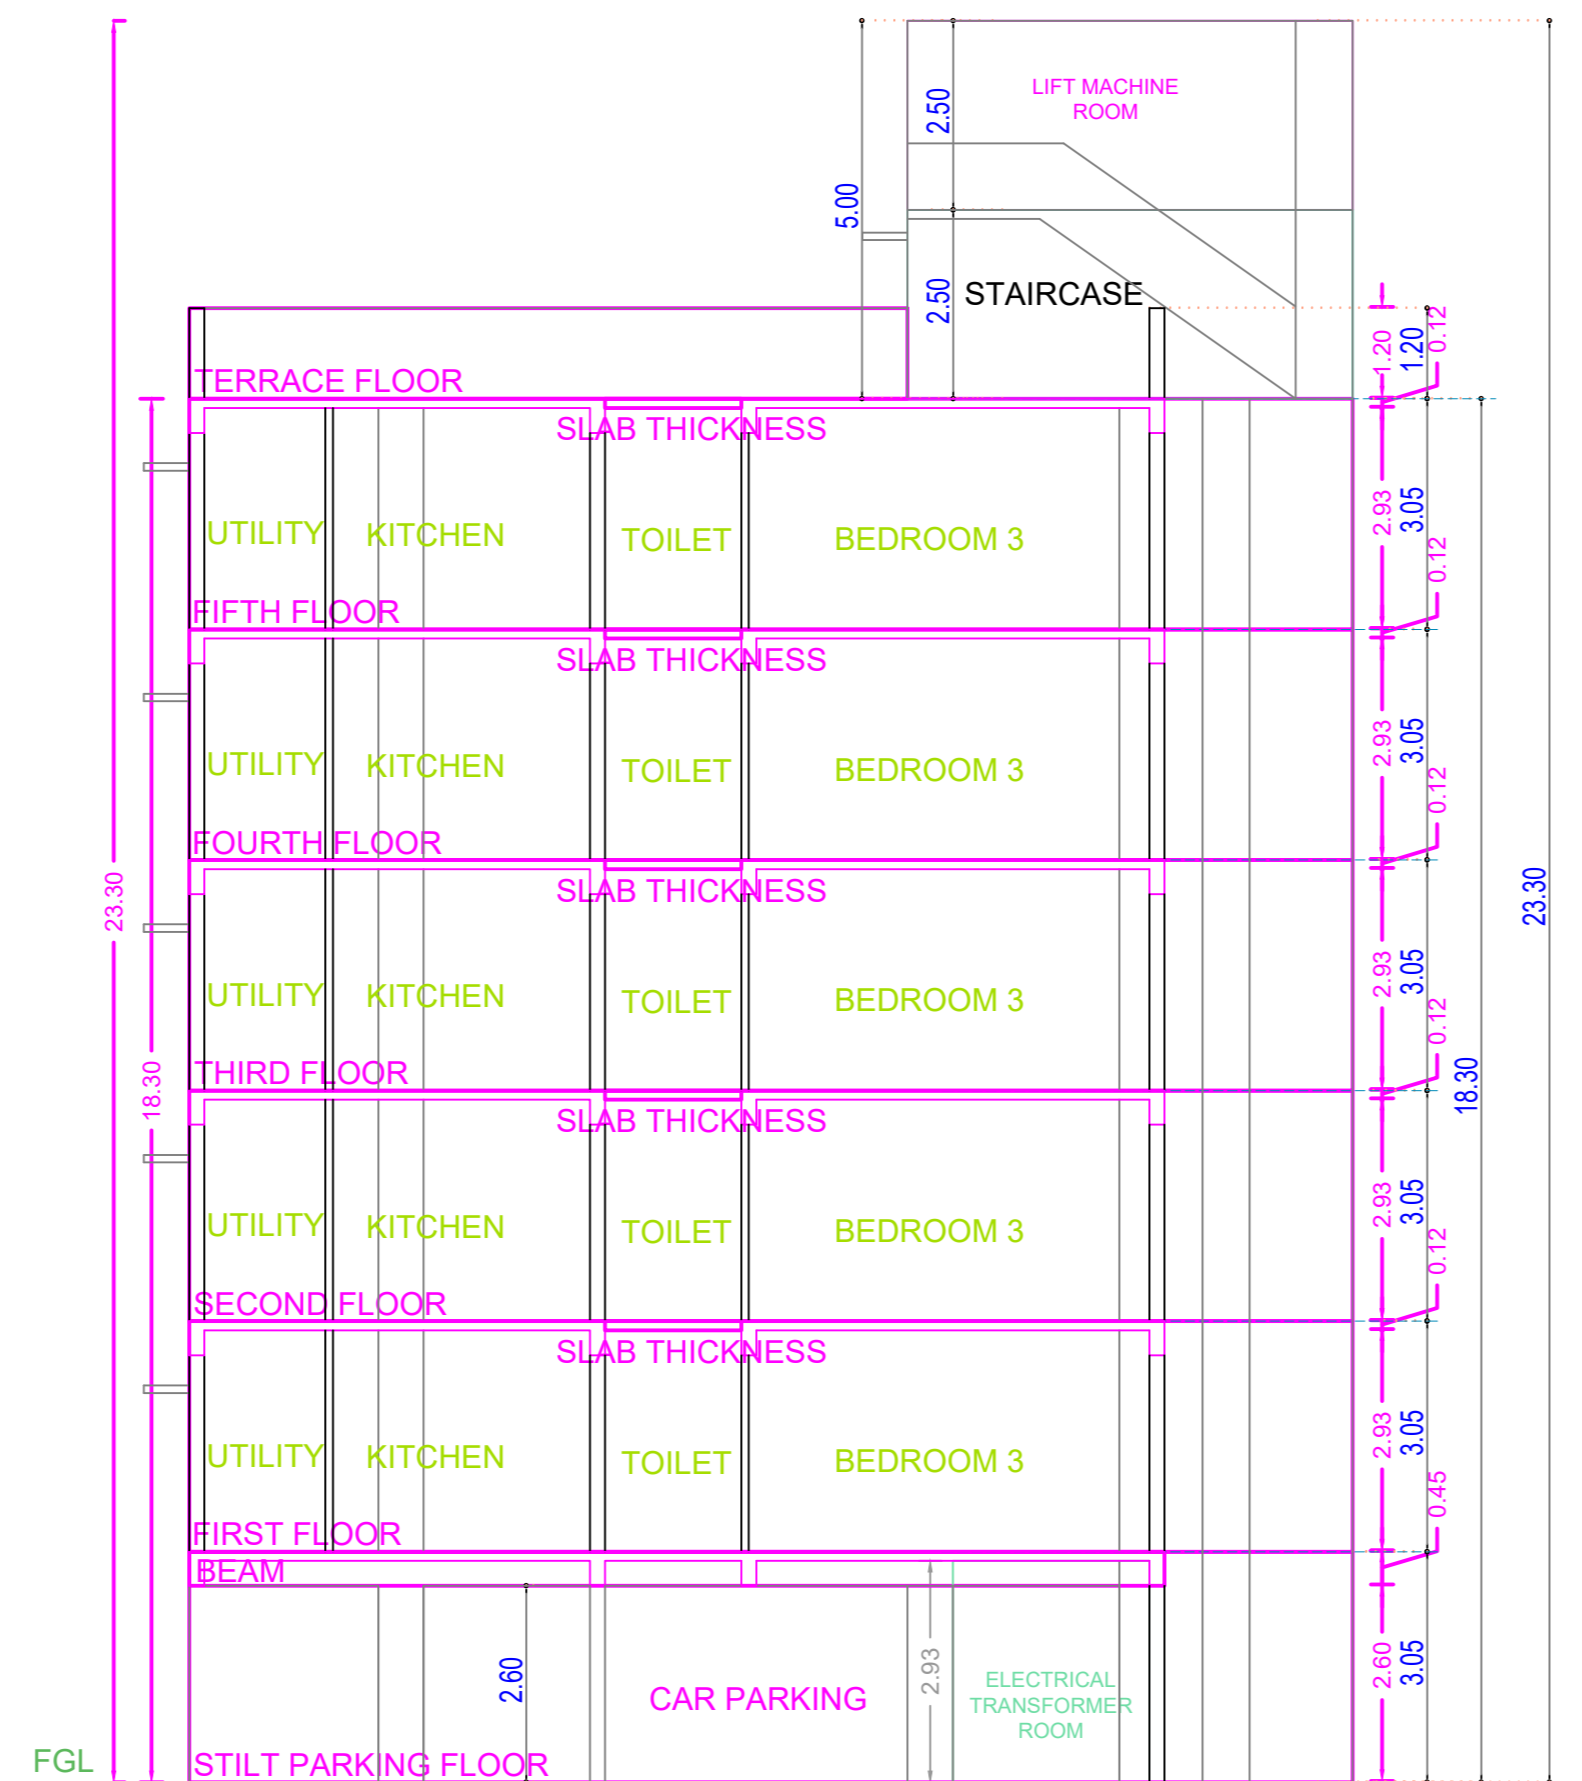 LIFT MACHINE
ROOM
2.50
5.00
2.50
STAIRCASE
1.20
1.20
0.12
TERRACE FLOOR
SLAB THICKNESS
UTILITY
KITCHEN
TOILET
BEDROOM 3
2.93
3.05
0.12
FIFTH FLOOR
SLAB THICKNESS
UTILITY
KITCHEN
TOILET
BEDROOM 3
2.93
3.05
0.12
FOURTH FLOOR
SLAB THICKNESS
23.30
23.30
UTILITY
KITCHEN
TOILET
BEDROOM 3
2.93
3.05
0.12
THIRD FLOOR
18.30
18.30
SLAB THICKNESS
UTILITY
KITCHEN
TOILET
BEDROOM 3
2.93
3.05
0.12
SECOND FLOOR
SLAB THICKNESS
UTILITY
KITCHEN
TOILET
BEDROOM 3
2.93
3.05
0.45
FIRST FLOOR
BEAM
2.60
CAR PARKING
2.93
ELECTRICAL
TRANSFORMER
ROOM
2.60
3.05
FGL
STILT PARKING FLOOR